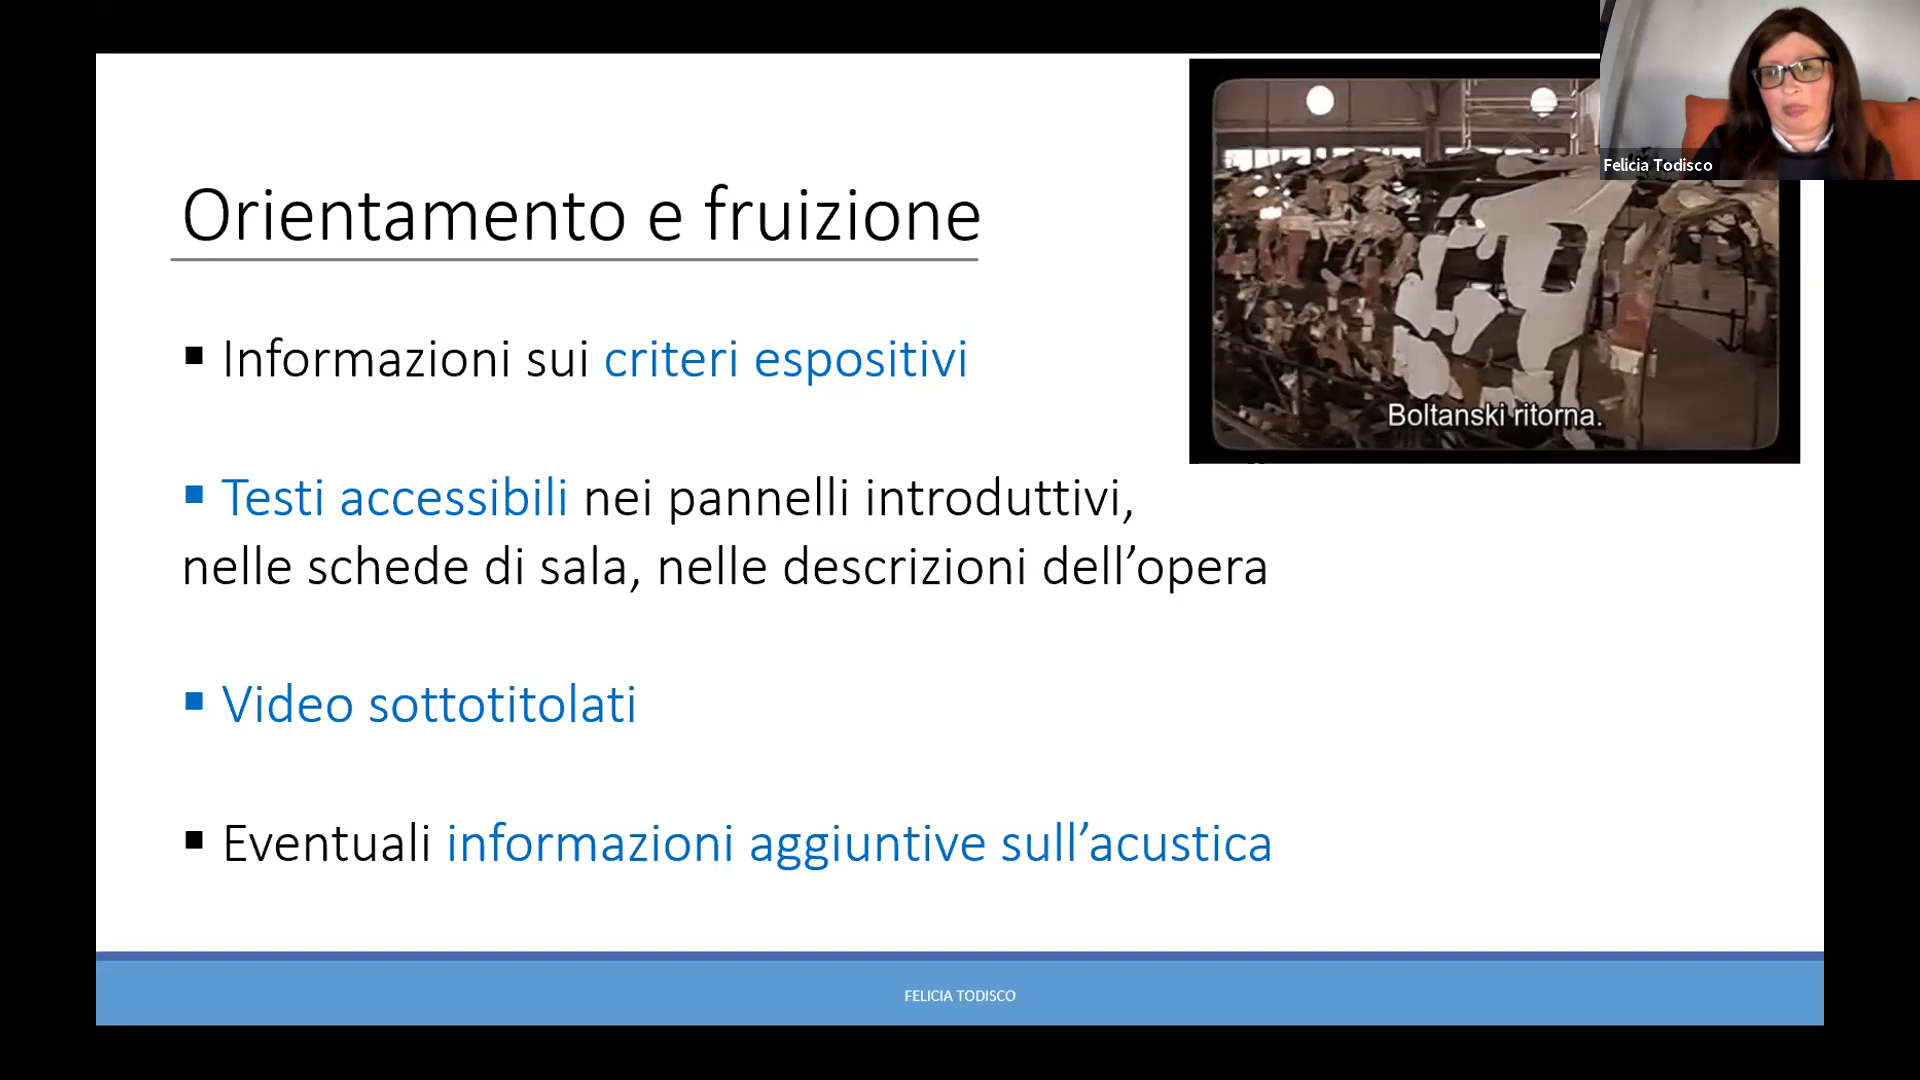 Felicia Todisco
Orientamento e fruizione
▪ Informazioni sui criteri espositivi
Boltanski ritorna.
▪ Testi accessibili nei pannelli introduttivi,
nelle schede di sala, nelle descrizioni dell’opera
▪ Video sottotitolati
▪ Eventuali informazioni aggiuntive sull’acustica
FELICIA TODISCO